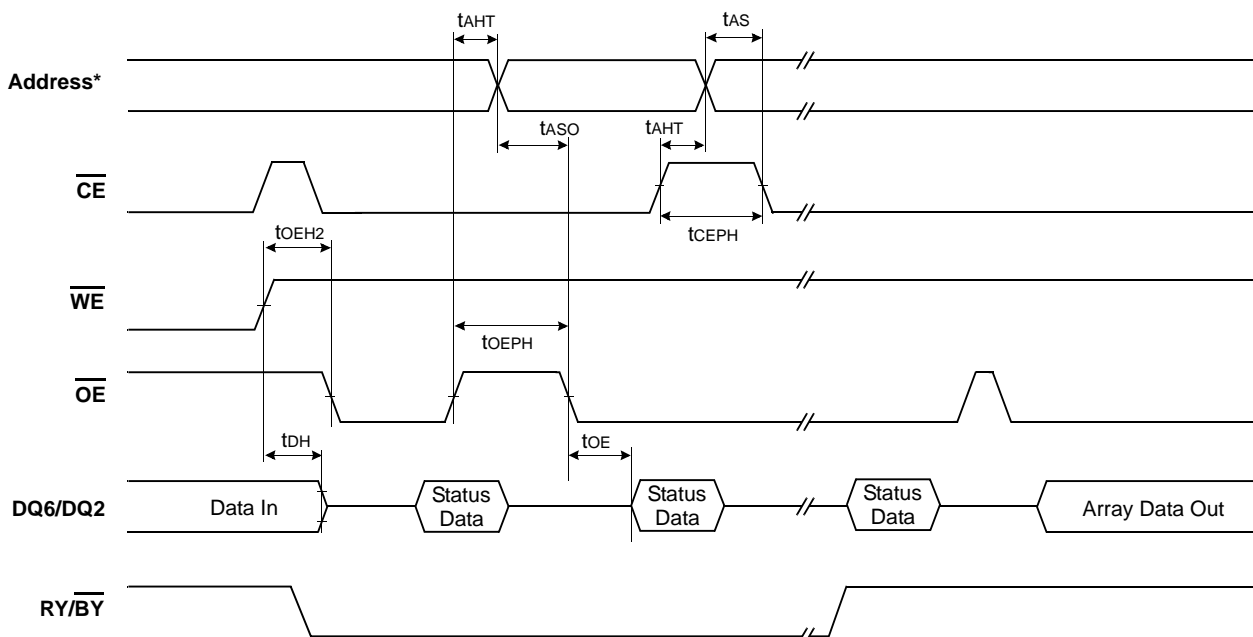 tAHT
tAS
Address*
tASO
tAHT
CE
tCEPH
tOEH2
WE
tOEPH
OE
tDH
tOE
DQ6/DQ2
Data In
Status
Data
Status
Data
Status
Data
Array Data Out
RY/BY